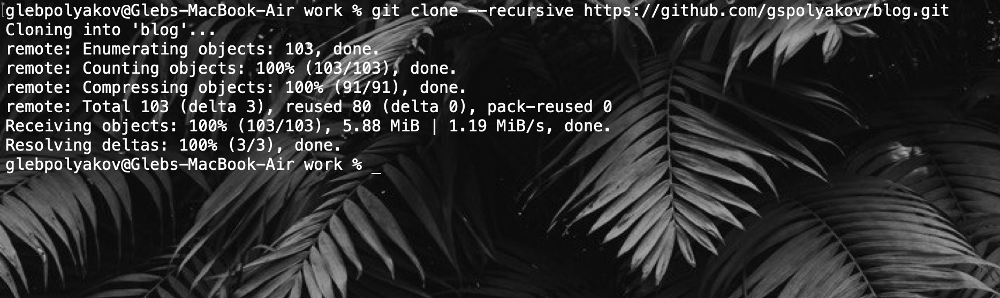 glebpolyakov@Glebs-MacBook-Air work % git clone --recursive https://github.com/gspolyakov/blog.git
Cloning into 'blog'...
remote: Enumerating objects: 103, done.
remote: Counting objects: 100% (103/103), done.
remote: Compressing objects: 100% (91/91), done.
remote: Total 103 (delta 3), reused 80 (delta 0), pack-reused 0
Receiving objects: 100% (103/103), 5.88 MiB | 1.19 MiB/s, done.
Resolving deltas: 100% (3/3), done.
glebpolyakov@Glebs-MacBook-Air work % _